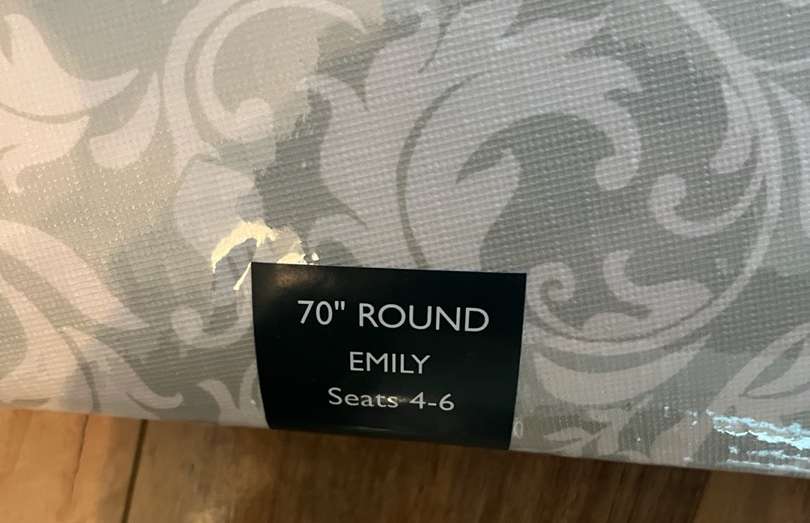 70" ROUND
EMILY
Seats 4-6